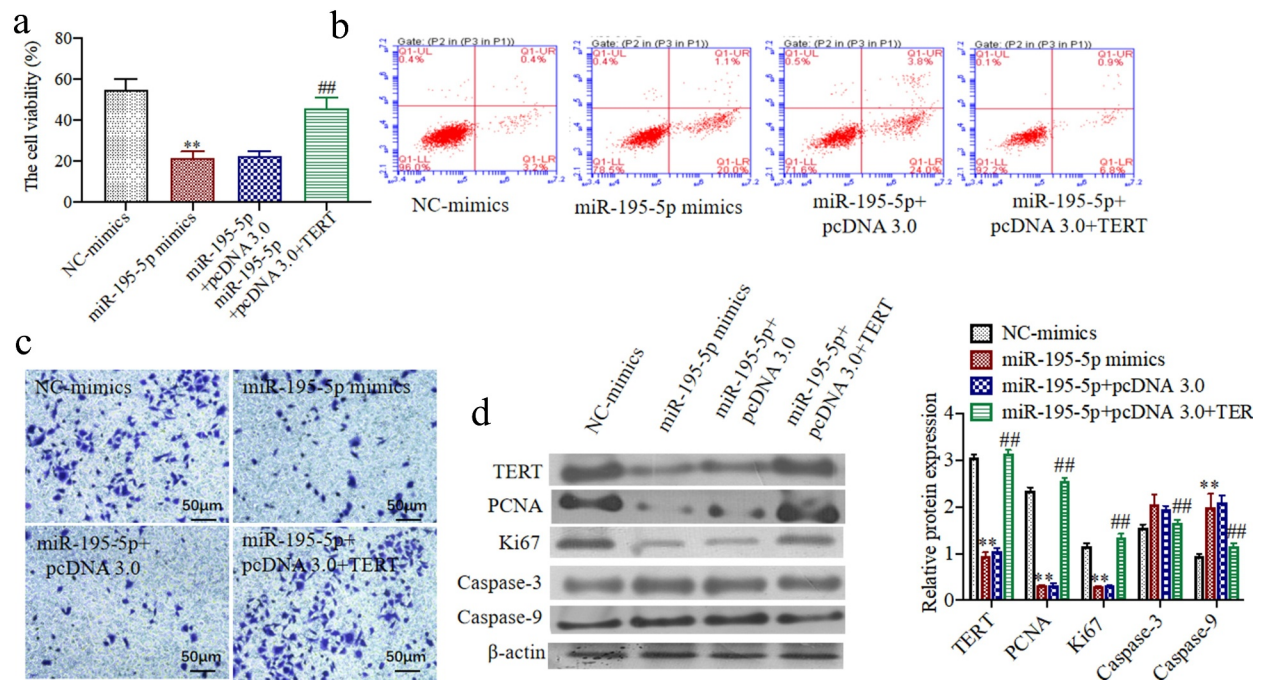 a
The cell viability (%)
80
60
40
20
0
**
##
NC-mimics
miR-195-5p mimics
miR-195-5p
+pcDNA 3.0
miR-195-5p
+pcDNA 3.0+TERT
b
Gate: (P2 in (P3 in P1))
Q1-UL
0.4%
Q1-UR
0.4%
Q1-LL
96.0%
Q1-LR
3.2%
NC-mimics
Gate: (P2 in (P3 in P1))
Q1-UL
0.4%
Q1-UR
1.1%
Q1-LL
78.5%
Q1-LR
20.0%
miR-195-5p mimics
Gate: (P2 in (P3 in P1))
Q1-UL
0.5%
Q1-UR
3.8%
Q1-LL
71.6%
Q1-LR
24.0%
miR-195-5p+
pcDNA 3.0
Gate: (P2 in (P3 in P1))
Q1-UL
0.1%
Q1-UR
0.9%
Q1-LL
92.2%
Q1-LR
6.8%
miR-195-5p+
pcDNA 3.0+TERT
c
NC-mimics
50μm
miR-195-5p mimics
50μm
miR-195-5p+
pcDNA 3.0
50μm
miR-195-5p+
pcDNA 3.0+TERT
50μm
d
NC-mimics
miR-195-5p mimics
miR-195-5p+
pcDNA 3.0
miR-195-5p+
pcDNA 3.0+TERT
TERT
PCNA
Ki67
Caspase-3
Caspase-9
β-actin
NC-mimics
miR-195-5p mimics
miR-195-5p+pcDNA 3.0
miR-195-5p+pcDNA 3.0+TER
Relative protein expression
4
3
2
1
0
**
##
**
##
**
##
##
**
##
TERT
PCNA
Ki67
Caspase-3
Caspase-9